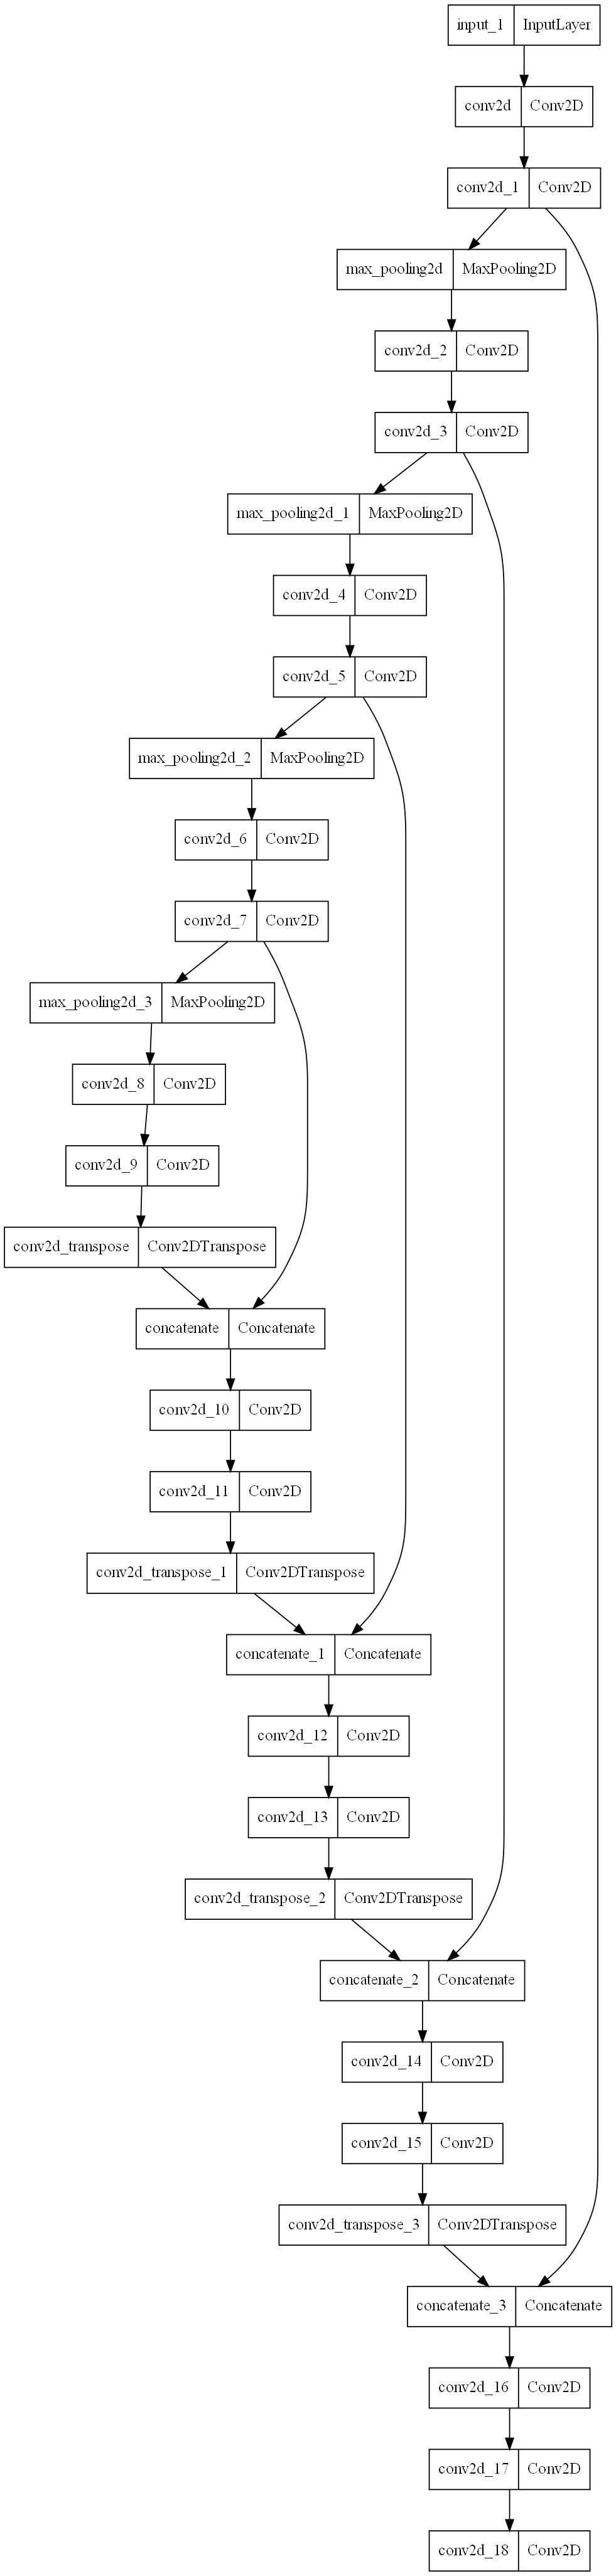 input_1 InputLayer
conv2d Conv2D
conv2d_1 Conv2D
max_pooling2d MaxPooling2D
conv2d_2 Conv2D
conv2d_3 Conv2D
max_pooling2d_1 MaxPooling2D
conv2d_4 Conv2D
conv2d_5 Conv2D
max_pooling2d_2 MaxPooling2D
conv2d_6 Conv2D
conv2d_7 Conv2D
max_pooling2d_3 MaxPooling2D
conv2d_8 Conv2D
conv2d_9 Conv2D
conv2d_transpose Conv2DTranspose
concatenate Concatenate
conv2d_10 Conv2D
conv2d_11 Conv2D
conv2d_transpose_1 Conv2DTranspose
concatenate_1 Concatenate
conv2d_12 Conv2D
conv2d_13 Conv2D
conv2d_transpose_2 Conv2DTranspose
concatenate_2 Concatenate
conv2d_14 Conv2D
conv2d_15 Conv2D
conv2d_transpose_3 Conv2DTranspose
concatenate_3 Concatenate
conv2d_16 Conv2D
conv2d_17 Conv2D
conv2d_18 Conv2D